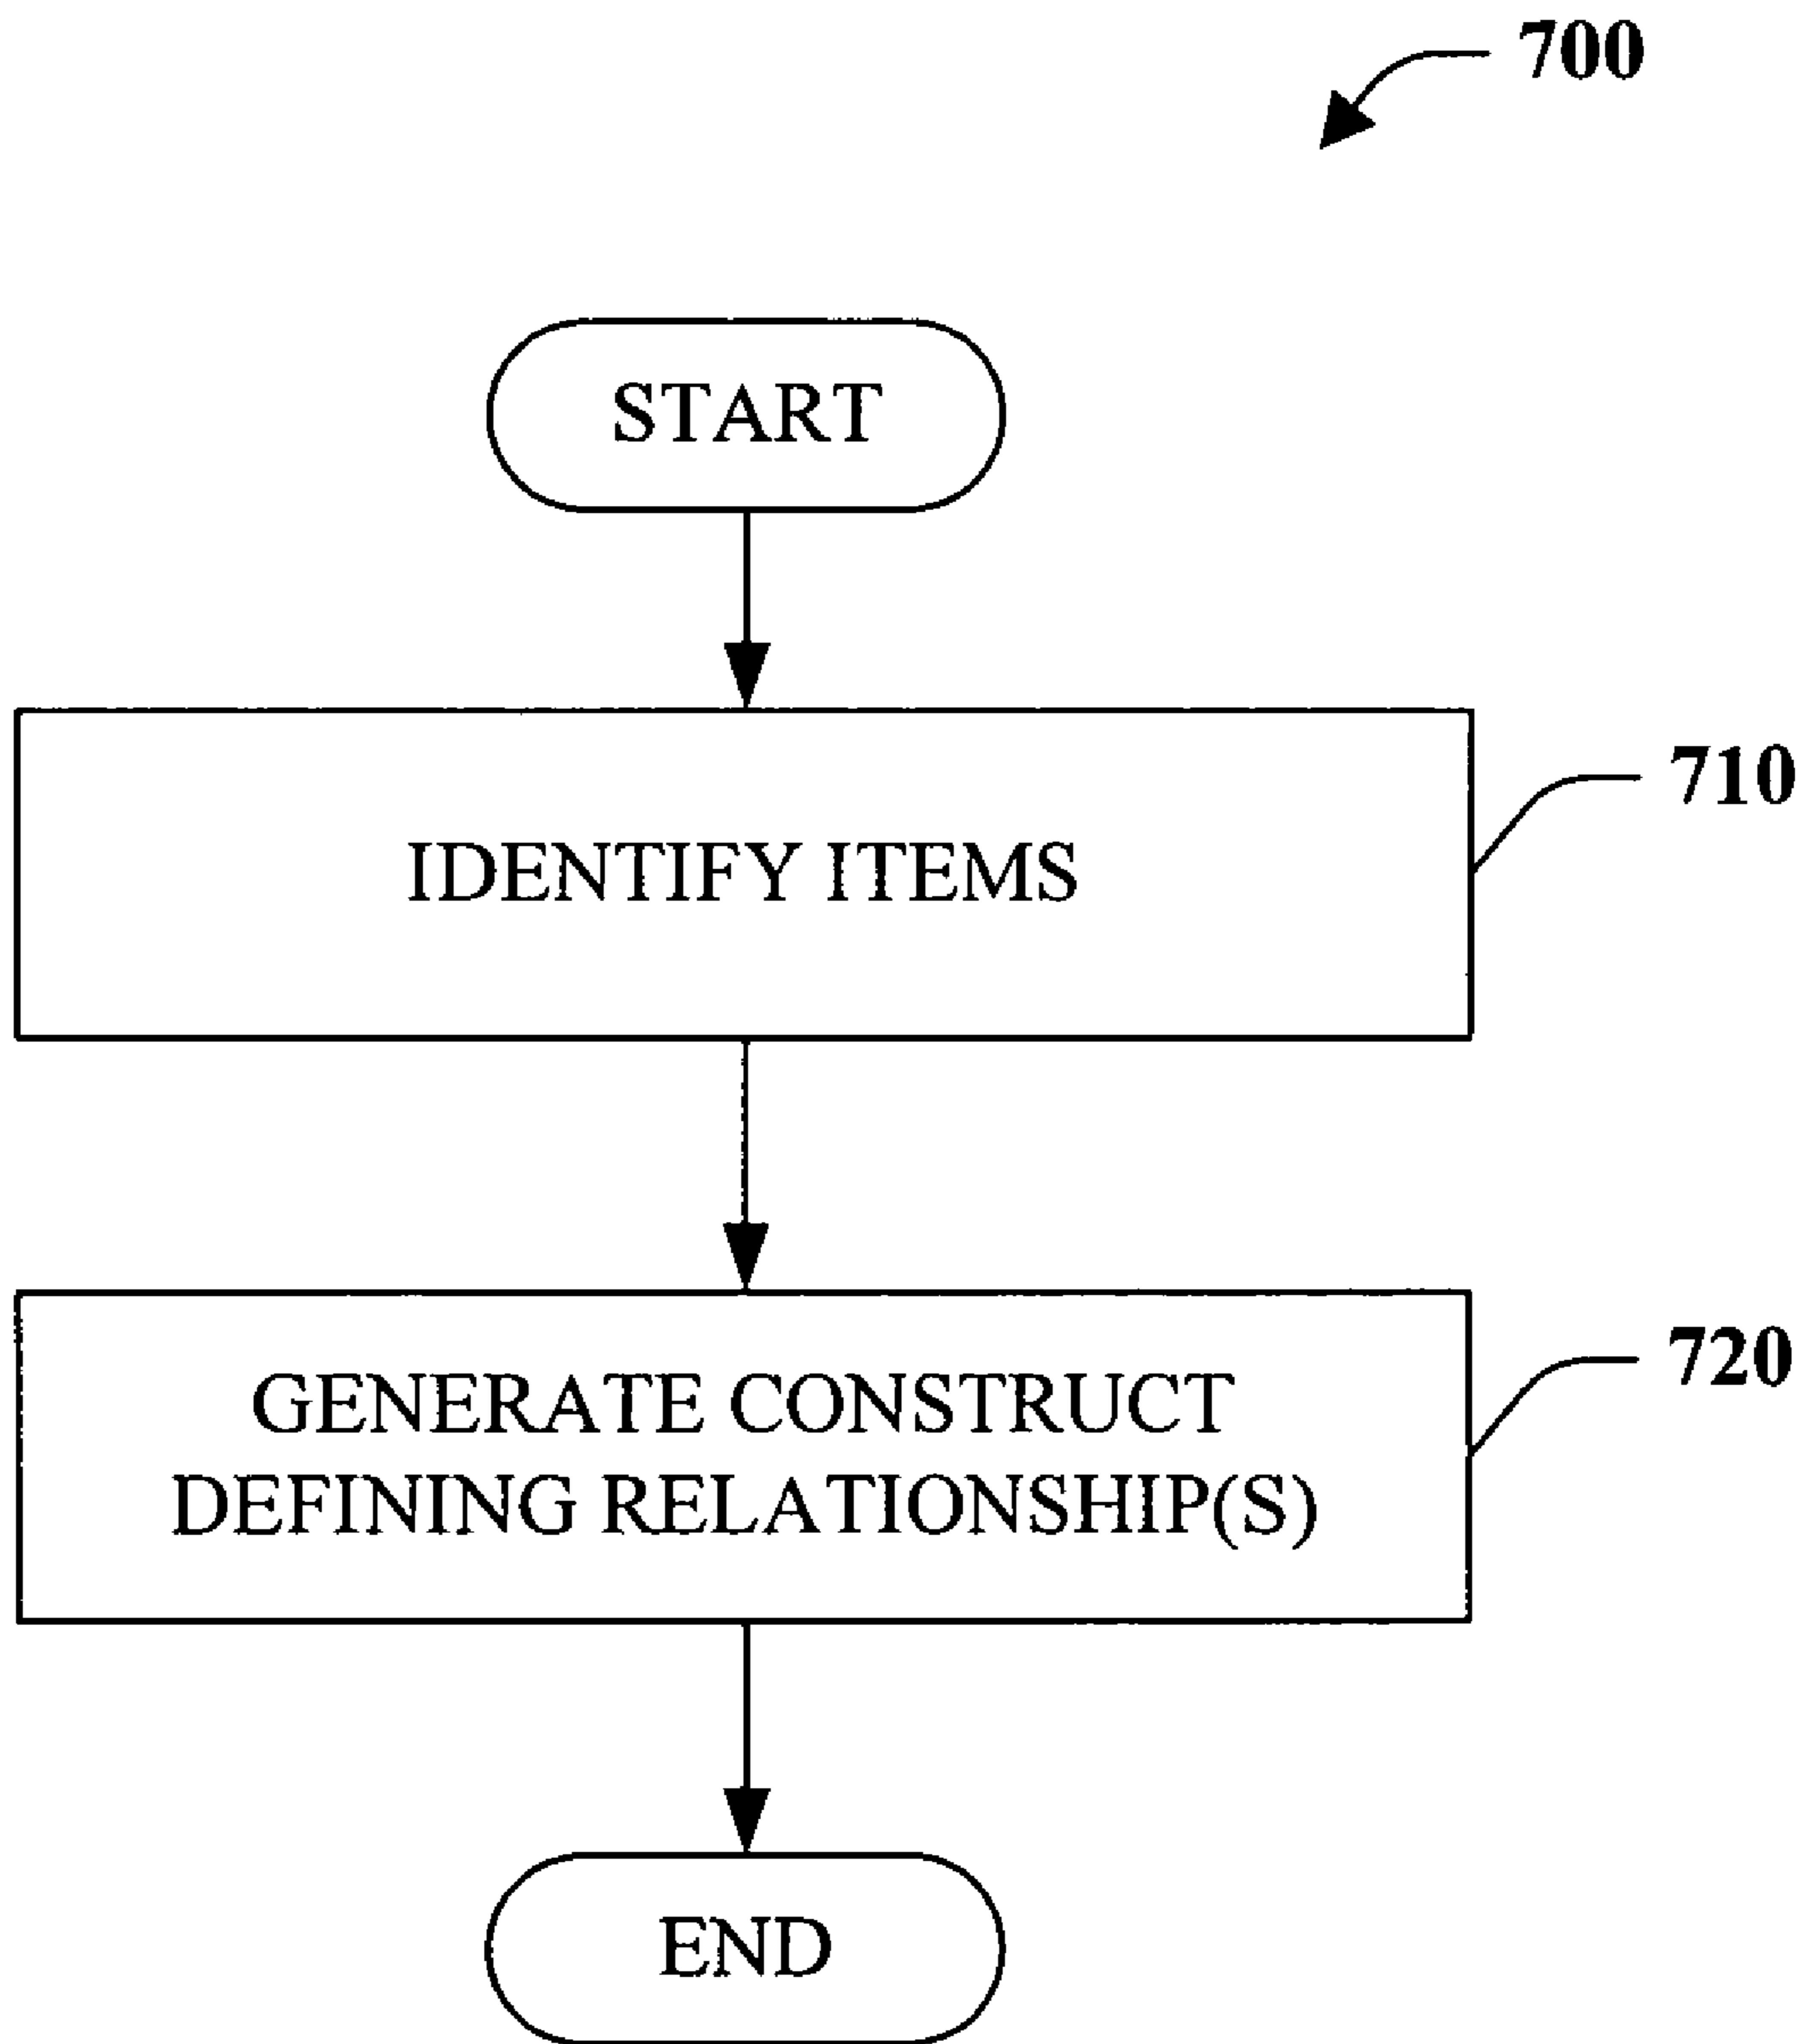 700
START
IDENTIFY ITEMS
710
GENERATE CONSTRUCT
DEFINING RELATIONSHIP(S)
720
END